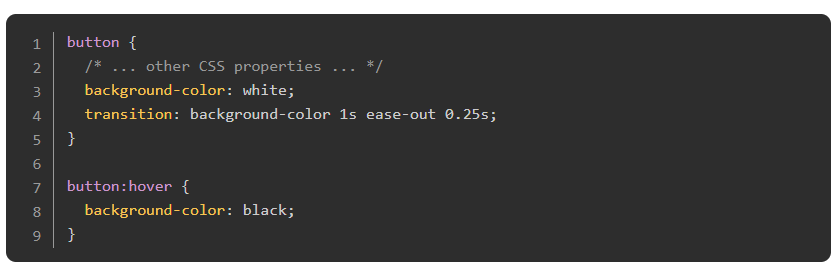 1 button {
2 /* ... other CSS properties ... */
3 background-color: white;
4 transition: background-color 1s ease-out 0.25s;
5 }
6
7 button:hover {
8 background-color: black;
9 }